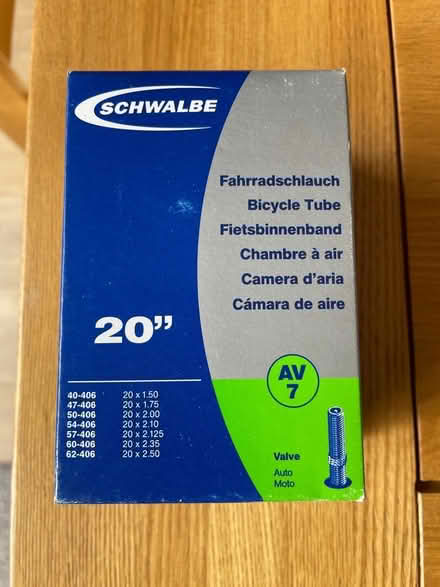 SCHWALBE
Fahrradschlauch
Bicycle Tube
Fietsbinnenband
Chambre à air
Camera d'aria
Cámara de aire
20”
40-406 20 x 1.50
47-406 20 x 1.75
50-406 20 x 2.00
54-406 20 x 2.10
57-406 20 x 2.125
60-406 20 x 2.35
62-406 20 x 2.50
AV
7
Valve
Auto
Moto